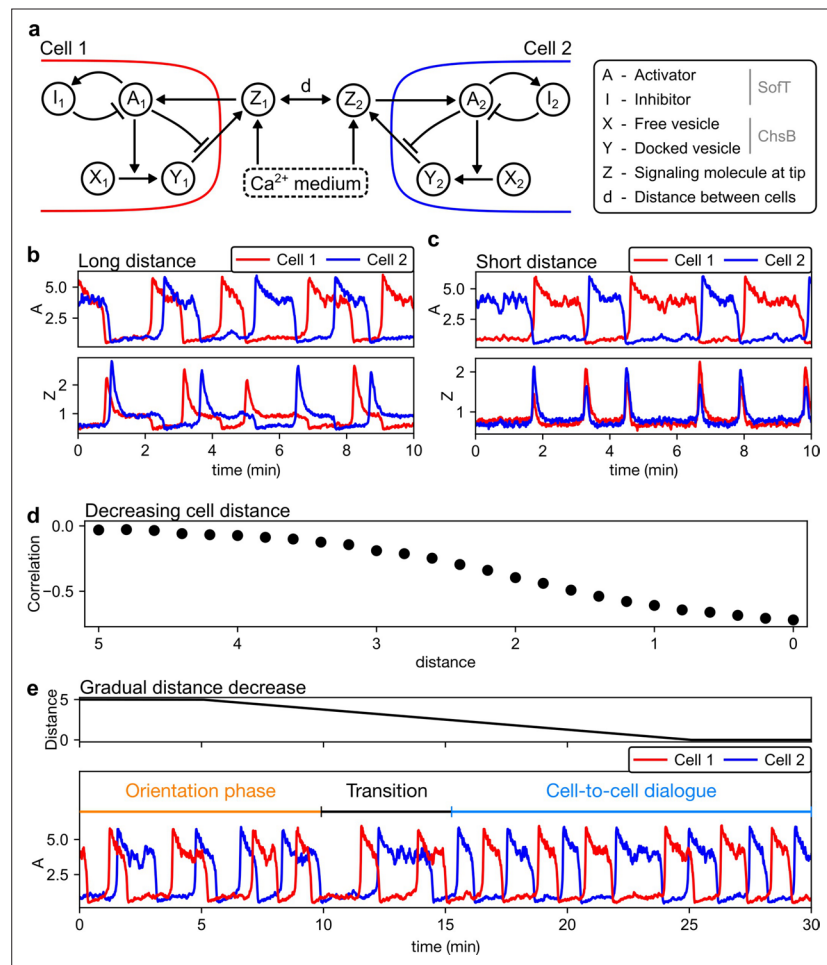 a
Cell 1
Cell 2
I1
A1
Z1
d
Z2
A2
I2
X1
Y1
Ca2+ medium
Y2
X2
A - Activator
I - Inhibitor
SofT
X - Free vesicle
Y - Docked vesicle
ChsB
Z - Signaling molecule at tip
d - Distance between cells
b
Long distance
Cell 1
Cell 2
A
5.0
2.5
Z
2
1
0 2 4 6 8 10
time (min)
c
Short distance
Cell 1
Cell 2
A
5.0
2.5
Z
2
1
0 2 4 6 8 10
time (min)
d
Decreasing cell distance
Correlation
0.0
−0.5
5 4 3 2 1 0
distance
e
Gradual distance decrease
Distance
5
0
Cell 1
Cell 2
Orientation phase
Transition
Cell-to-cell dialogue
A
5.0
2.5
0 5 10 15 20 25 30
time (min)